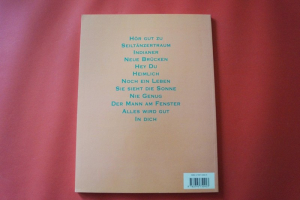 Hör gut zu
Seiltänzertraum
Indianer
Neue Brücken
Hey Du
Heimlich
Noch ein Leben
Sie sieht die Sonne
Nie genug
Der Mann am Fenster
Alles wird gut
In dich